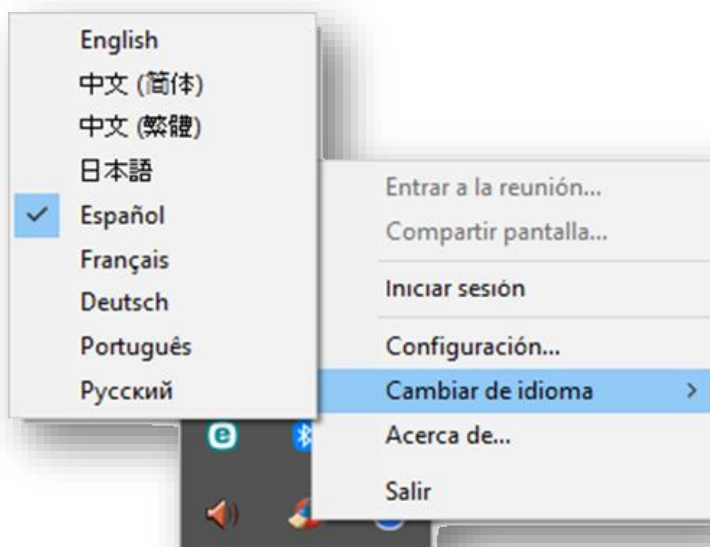 English
中文 (简体)
中文 (繁體)
日本語
Español
Français
Deutsch
Português
Русский
Entrar a la reunión...
Compartir pantalla...
Iniciar sesión
Configuración...
Cambiar de idioma
Acerca de...
Salir